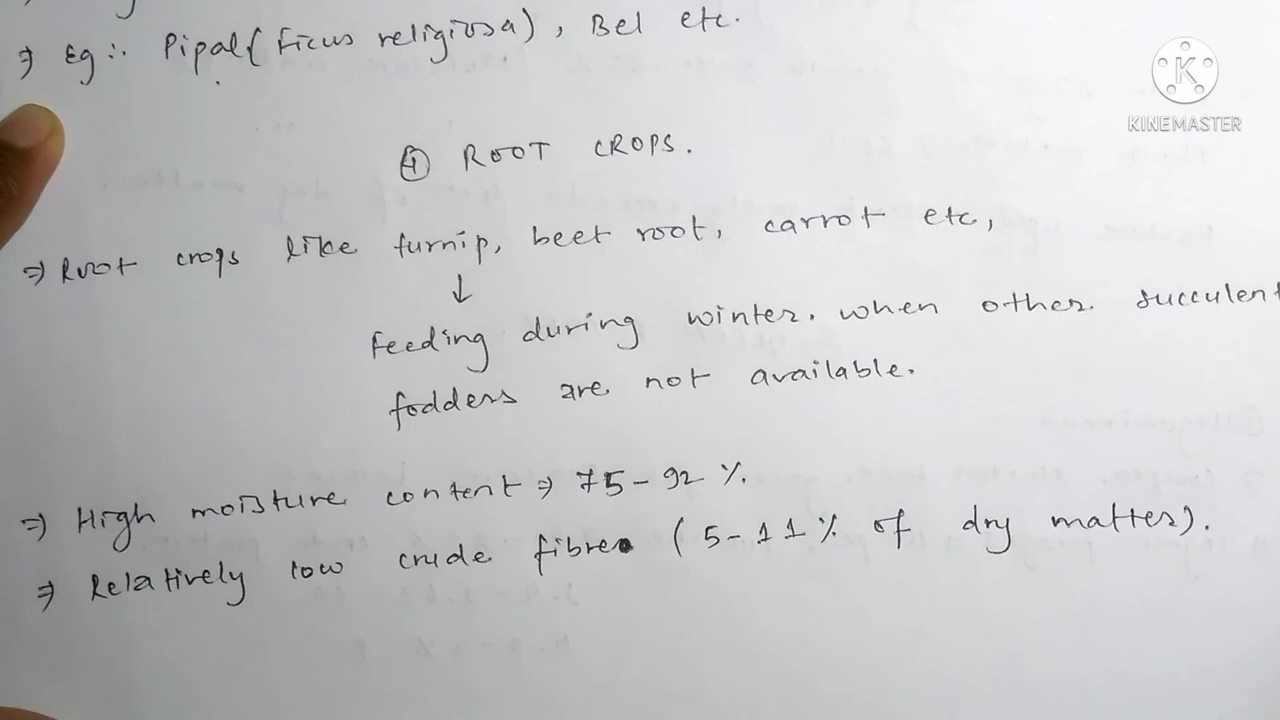 ⇒ Eg :- Pipal (Ficus religiosa), Bel etc.
KINEMASTER
④ ROOT CROPS.
⇒ Root crops like turnip, beet root, carrot etc,
↓
Feeding during winter. when other succulent
fodders are not available.
⇒ High moisture content ⇒ 75-92 %.
⇒ Relatively low crude fibre (5-11% of dry matter).